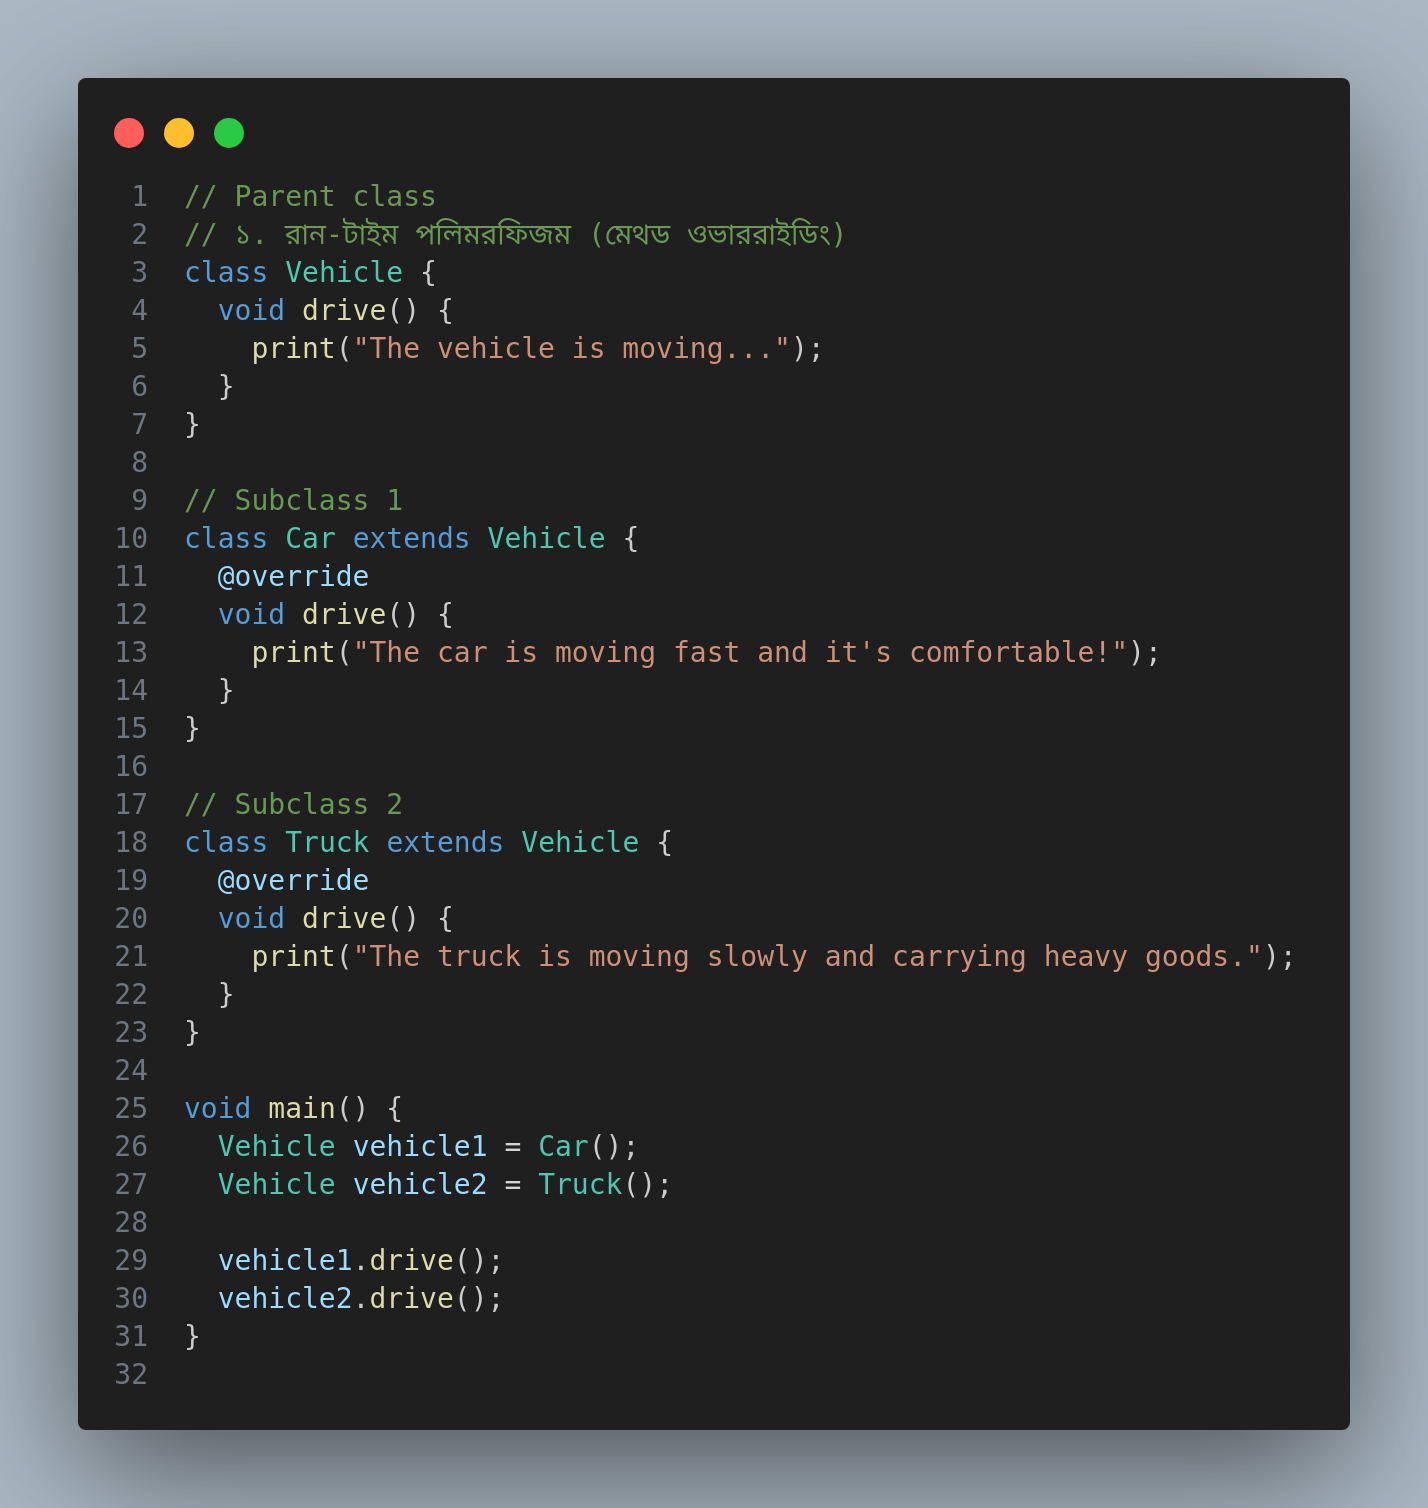 1 // Parent class
2 // ১. রান-টাইম পলিমরফিজম (মেথড ওভাররাইডিং)
3 class Vehicle {
4   void drive() {
5     print("The vehicle is moving...");
6   }
7 }
8
9 // Subclass 1
10 class Car extends Vehicle {
11   @override
12   void drive() {
13     print("The car is moving fast and it's comfortable!");
14   }
15 }
16
17 // Subclass 2
18 class Truck extends Vehicle {
19   @override
20   void drive() {
21     print("The truck is moving slowly and carrying heavy goods.");
22   }
23 }
24
25 void main() {
26   Vehicle vehicle1 = Car();
27   Vehicle vehicle2 = Truck();
28
29   vehicle1.drive();
30   vehicle2.drive();
31 }
32